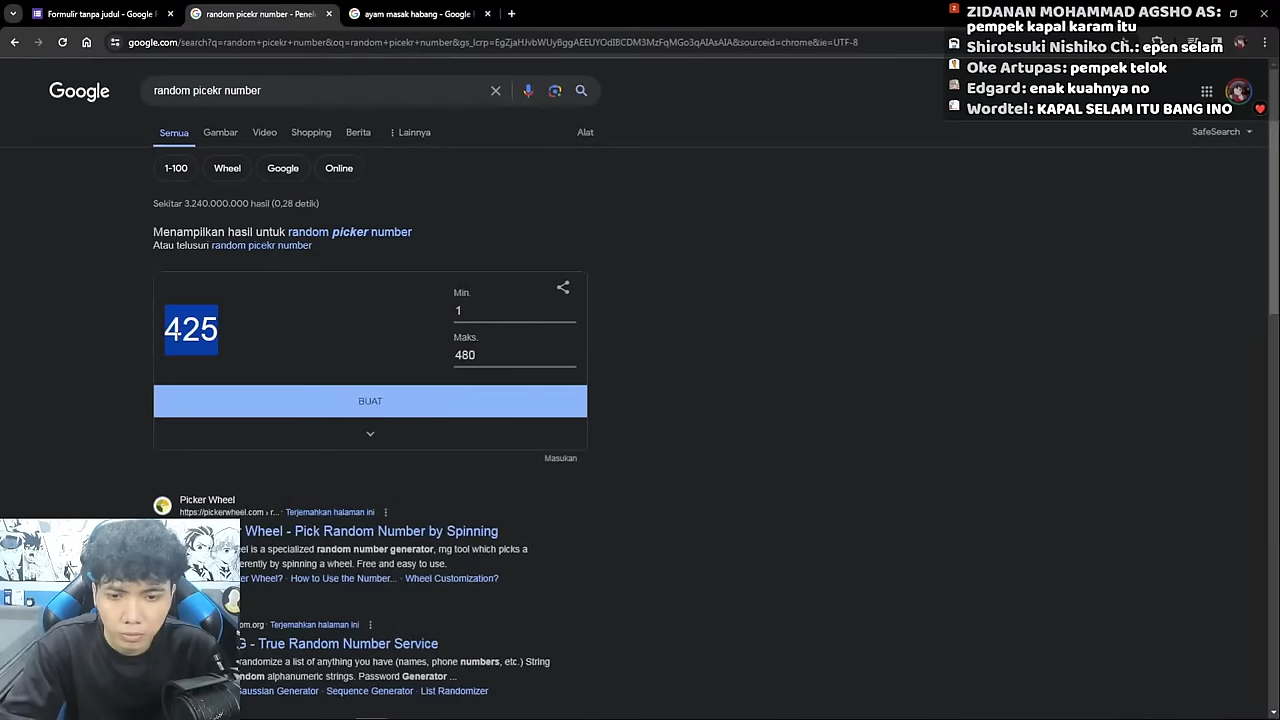 Formulir tanpa judul - Google F
random picekr number - Penel
ayam masak habang - Google
google.com/search?q=random+picekr+number&oq=random+picekr+number&gs_lcrp=EgZjaHJvbWUyBggAEEUYOdIBCDM3MzFqMGo3qAIAsAIA&sourceid=chrome&ie=UTF-8
ZIDANAN MOHAMMAD AGSHO AS:
pempek kapal karam itu
Shirotsuki Nishiko Ch.: epen selam
Oke Artupas: pempek telok
Edgard: enak kuahnya no
Wordtel: KAPAL SELAM ITU BANG INO
Google
random picekr number
Semua Gambar Video Shopping Berita Lainnya Alat
SafeSearch
1-100 Wheel Google Online
Sekitar 3.240.000.000 hasil (0,28 detik)
Menampilkan hasil untuk random picker number
Atau telusuri random picekr number
Min.
1
425
Maks.
480
BUAT
Masukan
Picker Wheel
https://pickerwheel.com › r... · Terjemahkan halaman ini
Wheel - Pick Random Number by Spinning
el is a specialized random number generator, rng tool which picks a
erently by spinning a wheel. Free and easy to use.
er Wheel? · How to Use the Number... · Wheel Customization?
om.org · Terjemahkan halaman ini
G - True Random Number Service
randomize a list of anything you have (names, phone numbers, etc.) String
ndom alphanumeric strings. Password Generator ...
aussian Generator · Sequence Generator · List Randomizer